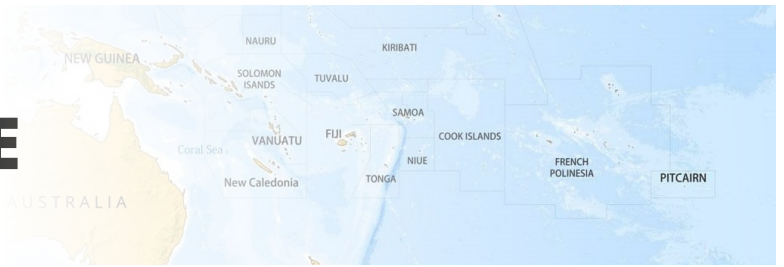 NAURU
KIRIBATI
NEW GUINEA
SOLOMON
ISANDS
TUVALU
SAMOA
E
FIJI
COOK ISLANDS
VANUATU
Coral Sea
NIUE
FRENCH
POLINESIA
New Caledonia
TONGA
PITCAIRN
AUSTRALIA